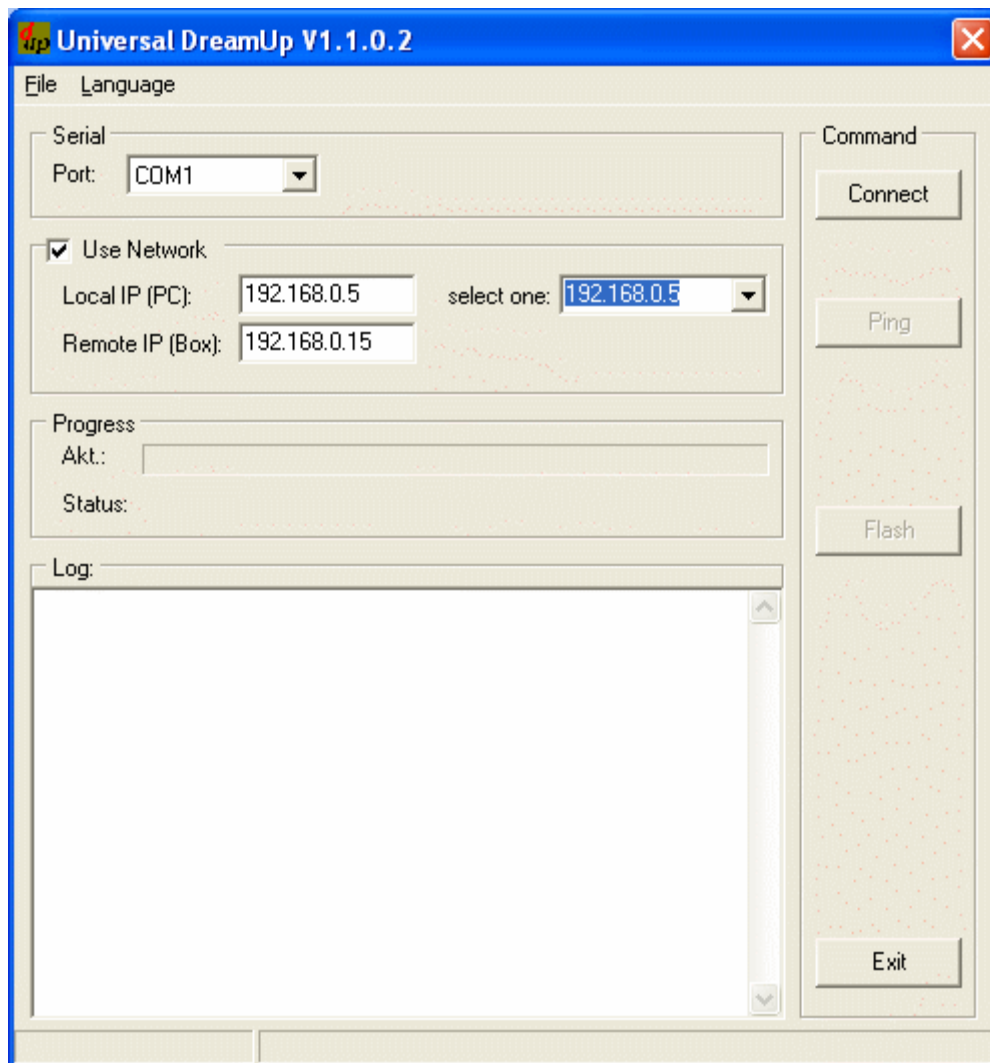 Universal DreamUp V1.1.0.2
File Language
Serial
Port: COM1
Use Network
Local IP (PC): 192.168.0.5 select one: 192.168.0.5
Remote IP (Box): 192.168.0.15
Progress
Akt.:
Status:
Log:
Command
Connect
Ping
Flash
Exit